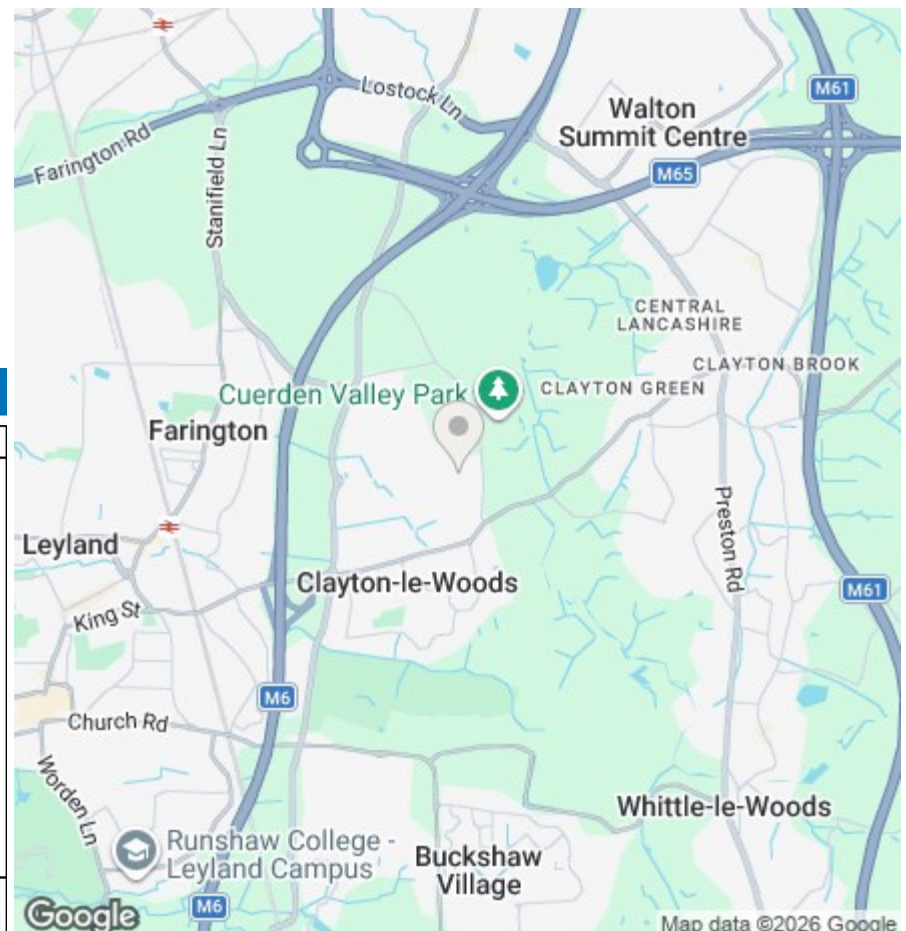 Lostock Ln
M61
Walton
Summit Centre
Farington Rd
Stanifield Ln
M65
CENTRAL
LANCASHIRE
CLAYTON BROOK
Cuerden Valley Park
CLAYTON GREEN
Farington
Preston Rd
Leyland
Clayton-le-Woods
King St
M61
M6
Church Rd
Worden Ln
Whittle-le-Woods
Runshaw College -
Leyland Campus
Buckshaw
Village
M6
Google
Map data ©2026 Google